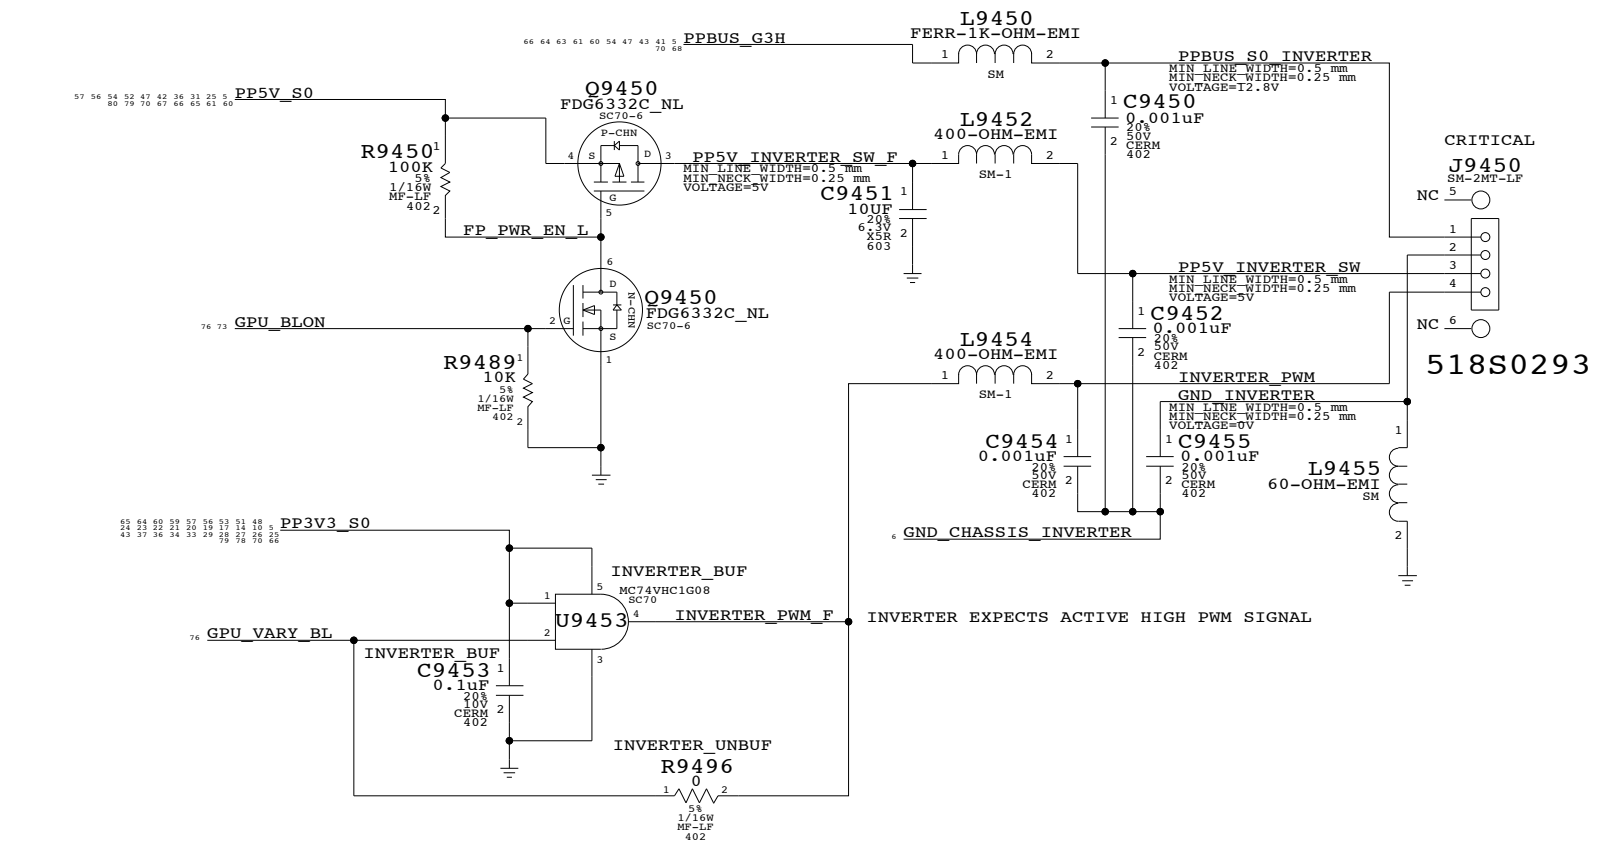 L9450
FERR-1K-OHM-EMI
66 64 63 61 60 54 47 43 41 5
70 68
PPBUS_G3H
1
2
SM
PPBUS_S0_INVERTER
MIN_LINE_WIDTH=0.5 mm
MIN_NECK_WIDTH=0.25 mm
VOLTAGE=12.8V
57 56 54 52 47 42 36 31 25 5
80 79 70 67 66 65 61 60
PP5V_S0
Q9450
FDG6332C_NL
SC70-6
P-CHN
S
D
G
4
3
5
R9450
100K
5%
1/16W
MF-LF
402
1
2
FP_PWR_EN_L
PP5V_INVERTER_SW_F
MIN_LINE_WIDTH=0.5 mm
MIN_NECK_WIDTH=0.25 mm
VOLTAGE=5V
L9452
400-OHM-EMI
1
2
SM-1
1
C9450
0.001uF
20%
50V
CERM
402
2
C9451
10UF
20%
6.3V
X5R
603
1
2
CRITICAL
J9450
SM-2MT-LF
NC
5
1
2
3
4
NC
6
518S0293
PP5V_INVERTER_SW
MIN_LINE_WIDTH=0.5 mm
MIN_NECK_WIDTH=0.25 mm
VOLTAGE=5V
6
D
N-CHN
G
S
2
1
Q9450
FDG6332C_NL
SC70-6
76 73
GPU_BLON
R9489
10K
5%
1/16W
MF-LF
402
1
2
1
C9452
0.001uF
20%
50V
CERM
402
2
L9454
400-OHM-EMI
1
2
SM-1
INVERTER_PWM
GND_INVERTER
MIN_LINE_WIDTH=0.5 mm
MIN_NECK_WIDTH=0.25 mm
VOLTAGE=0V
C9454
0.001uF
20%
50V
CERM
402
1
2
1
C9455
0.001uF
20%
50V
CERM
402
2
L9455
60-OHM-EMI
SM
1
2
6
GND_CHASSIS_INVERTER
65 64 60 59 57 56 53 51 48
24 23 22 21 20 19 17 14 10 5
43 37 36 34 33 29 28 27 26 25
79 78 70 66
PP3V3_S0
INVERTER_BUF
MC74VHC1G08
SC70
5
1
2
U9453
4
3
INVERTER_PWM_F
INVERTER EXPECTS ACTIVE HIGH PWM SIGNAL
76
GPU_VARY_BL
INVERTER_BUF
C9453
0.1uF
20%
10V
CERM
402
1
2
INVERTER_UNBUF
R9496
0
1
2
5%
1/16W
MF-LF
402